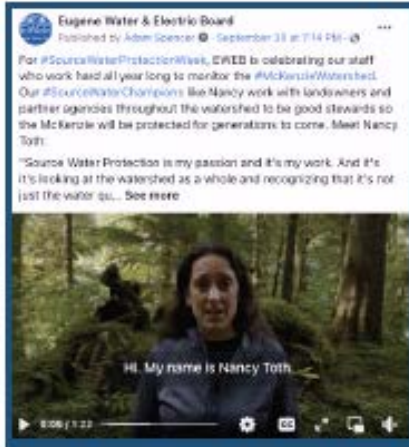 Eugene Water & Electric Board
Published by Adam Spencer · September 30 at 7:14 PM ·
For #SourceWaterProtectionWeek, EWEB is celebrating our staff
who work hard all year long to monitor the #McKenzieWatershed.
Our #SourceWaterChampions like Nancy work with landowners and
partner agencies throughout the watershed to be good stewards so
the McKenzie will be protected for generations to come. Meet Nancy
Toth:
"Source Water Protection is my passion and it's my work. And it's
it's looking at the watershed as a whole and recognizing that it's not
just the water qu... See more
Hi. My name is Nancy Toth.
0:06 / 1:22
CC